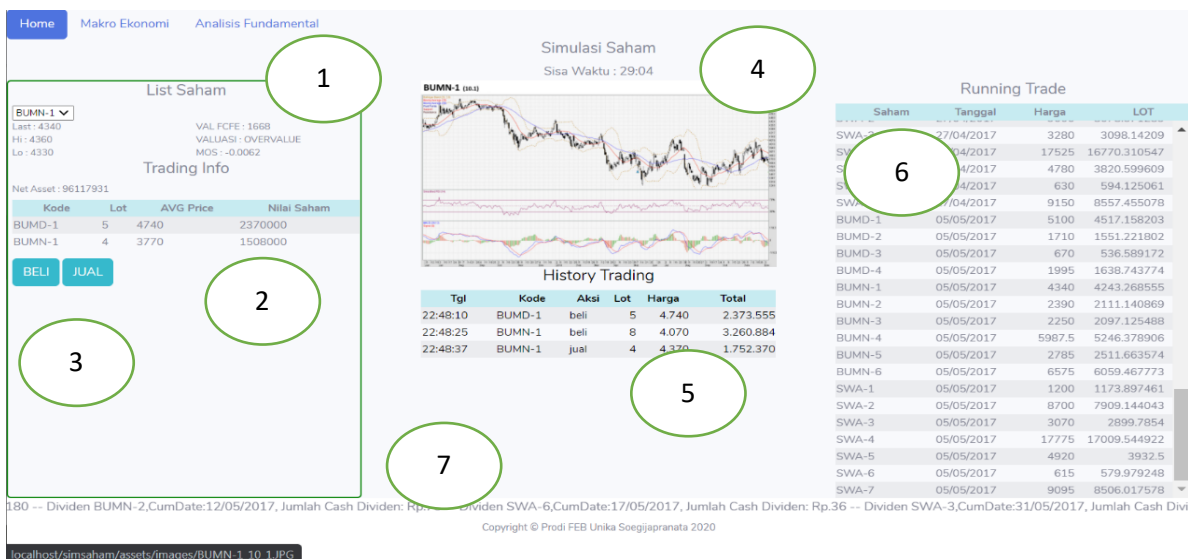 Home Makro Ekonomi Analisis Fundamental
1
List Saham
BUMN-1
Last : 4340 VAL FCFE : 1668
Hi : 4360 VALUASI : OVERVALUE
Lo : 4330 MOS : -0.0062
Trading Info
Net Asset : 96117931
Kode Lot AVG Price Nilai Saham
BUMD-1 5 4740 2370000
BUMN-1 4 3770 1508000
BELI JUAL
2
3
Simulasi Saham
Sisa Waktu : 29:04
4
BUMN-1 (10.1)
History Trading
Tgl Kode Aksi Lot Harga Total
22:48:10 BUMD-1 beli 5 4.740 2.373.555
22:48:25 BUMN-1 beli 8 4.070 3.260.884
22:48:37 BUMN-1 jual 4 4.370 1.752.370
5
Running Trade
Saham Tanggal Harga LOT
27/04/2017 3280 3098.14209
04/2017 17525 16770.310547
04/2017 4780 3820.599609
04/2017 630 594.125061
04/2017 9150 8557.455078
6
BUMD-1 05/05/2017 5100 4517.158203
BUMD-2 05/05/2017 1710 1551.221802
BUMD-3 05/05/2017 670 536.589172
BUMD-4 05/05/2017 1995 1638.743774
BUMN-1 05/05/2017 4340 4243.268555
BUMN-2 05/05/2017 2390 2111.140869
BUMN-3 05/05/2017 2250 2097.125488
BUMN-4 05/05/2017 5987.5 5246.378906
BUMN-5 05/05/2017 2785 2511.663574
BUMN-6 05/05/2017 6575 6059.467773
SWA-1 05/05/2017 1200 1173.897461
SWA-2 05/05/2017 8700 7909.144043
SWA-3 05/05/2017 3070 2899.7854
SWA-4 05/05/2017 17775 17009.544922
SWA-5 05/05/2017 4920 3932.5
SWA-6 05/05/2017 615 579.979248
SWA-7 05/05/2017 9095 8506.017578
7
180 -- Dividen BUMN-2,CumDate:12/05/2017, Jumlah Cash Dividen: Rp. Dividen SWA-6,CumDate:17/05/2017, Jumlah Cash Dividen: Rp.36 -- Dividen SWA-3,CumDate:31/05/2017, Jumlah Cash Divi
Copyright © Prodi FEB Unika Soegijapranata 2020
localhost/simsaham/assets/images/BUMN-1_10_1.JPG